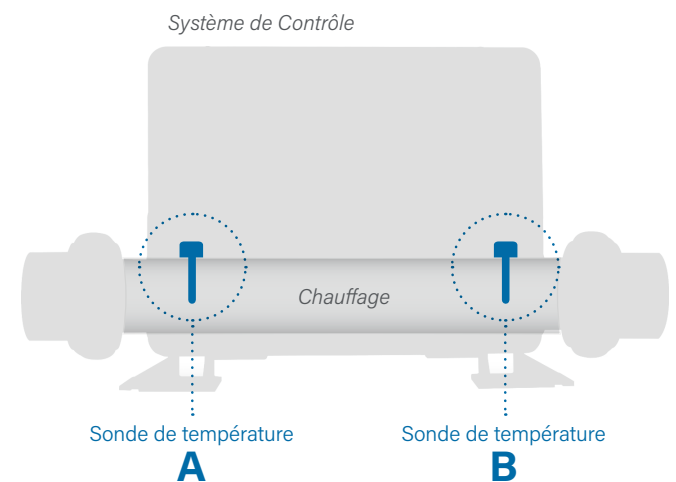 Système de Contrôle
Chauffage
Sonde de température
A
Sonde de température
B